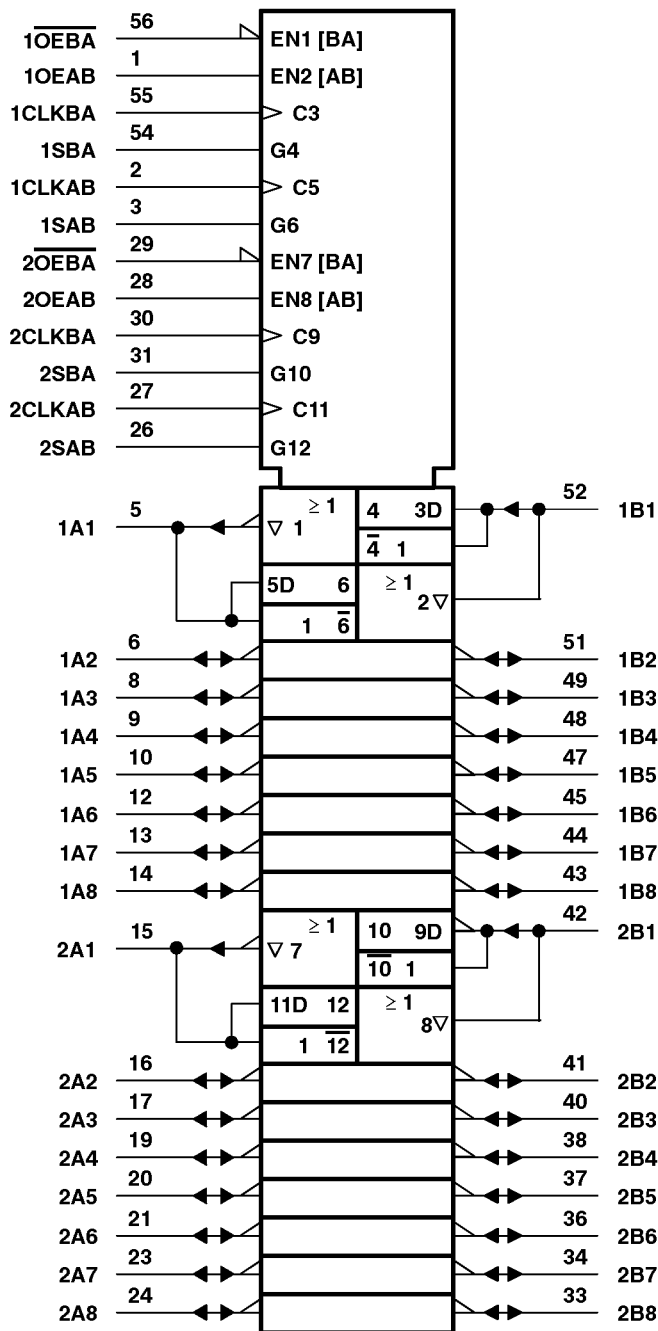 56
1O̅E̅B̅A̅ EN1 [BA]
1
1OEAB EN2 [AB]
55
1CLKBA C3
54
1SBA G4
2
1CLKAB C5
3
1SAB G6
29
2O̅E̅B̅A̅ EN7 [BA]
28
2OEAB EN8 [AB]
30
2CLKBA C9
31
2SBA G10
27
2CLKAB C11
26
2SAB G12
5 ≥ 1 4 3D 52
1A1 ▽ 1 1B1
4̅ 1
5D 6 ≥ 1
2▽
1 6̅
6 51
1A2 1B2
8 49
1A3 1B3
9 48
1A4 1B4
10 47
1A5 1B5
12 45
1A6 1B6
13 44
1A7 1B7
14 43
1A8 1B8
15 ≥ 1 10 9D 42
2A1 ▽ 7 2B1
1̅0̅ 1
11D 12 ≥ 1
8▽
1 1̅2̅
16 41
2A2 2B2
17 40
2A3 2B3
19 38
2A4 2B4
20 37
2A5 2B5
21 36
2A6 2B6
23 34
2A7 2B7
24 33
2A8 2B8